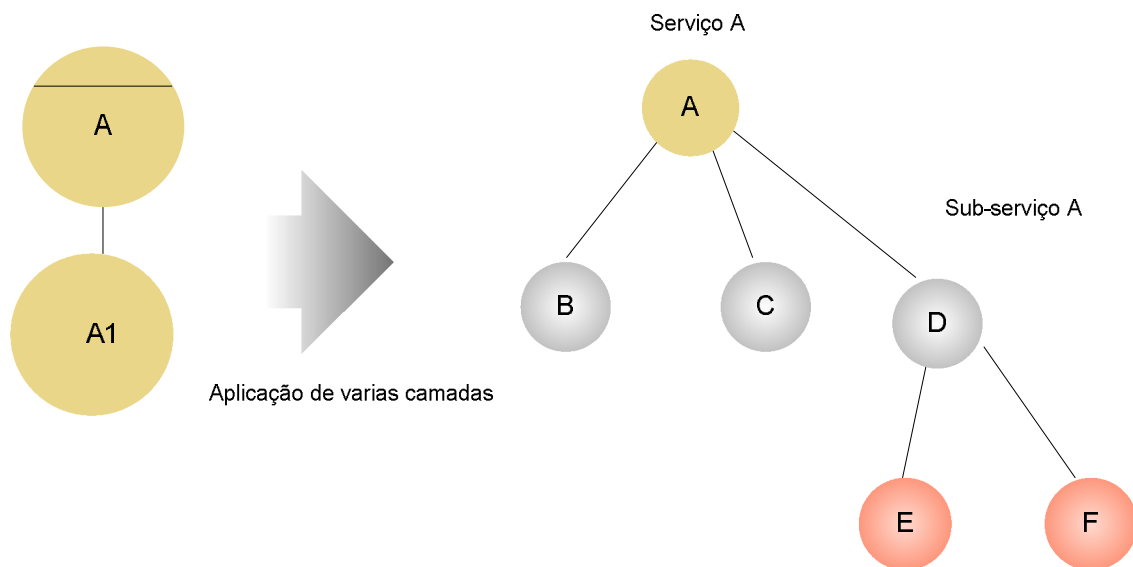 Serviço A
A
A
Sub-serviço A
B
C
D
A1
Aplicação de varias camadas
E
F